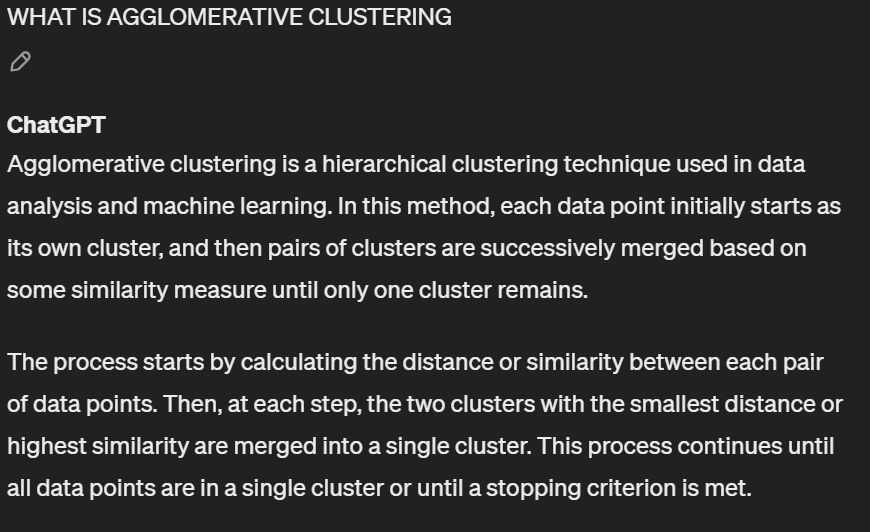 WHAT IS AGGLOMERATIVE CLUSTERING
ChatGPT
Agglomerative clustering is a hierarchical clustering technique used in data
analysis and machine learning. In this method, each data point initially starts as
its own cluster, and then pairs of clusters are successively merged based on
some similarity measure until only one cluster remains.
The process starts by calculating the distance or similarity between each pair
of data points. Then, at each step, the two clusters with the smallest distance or
highest similarity are merged into a single cluster. This process continues until
all data points are in a single cluster or until a stopping criterion is met.